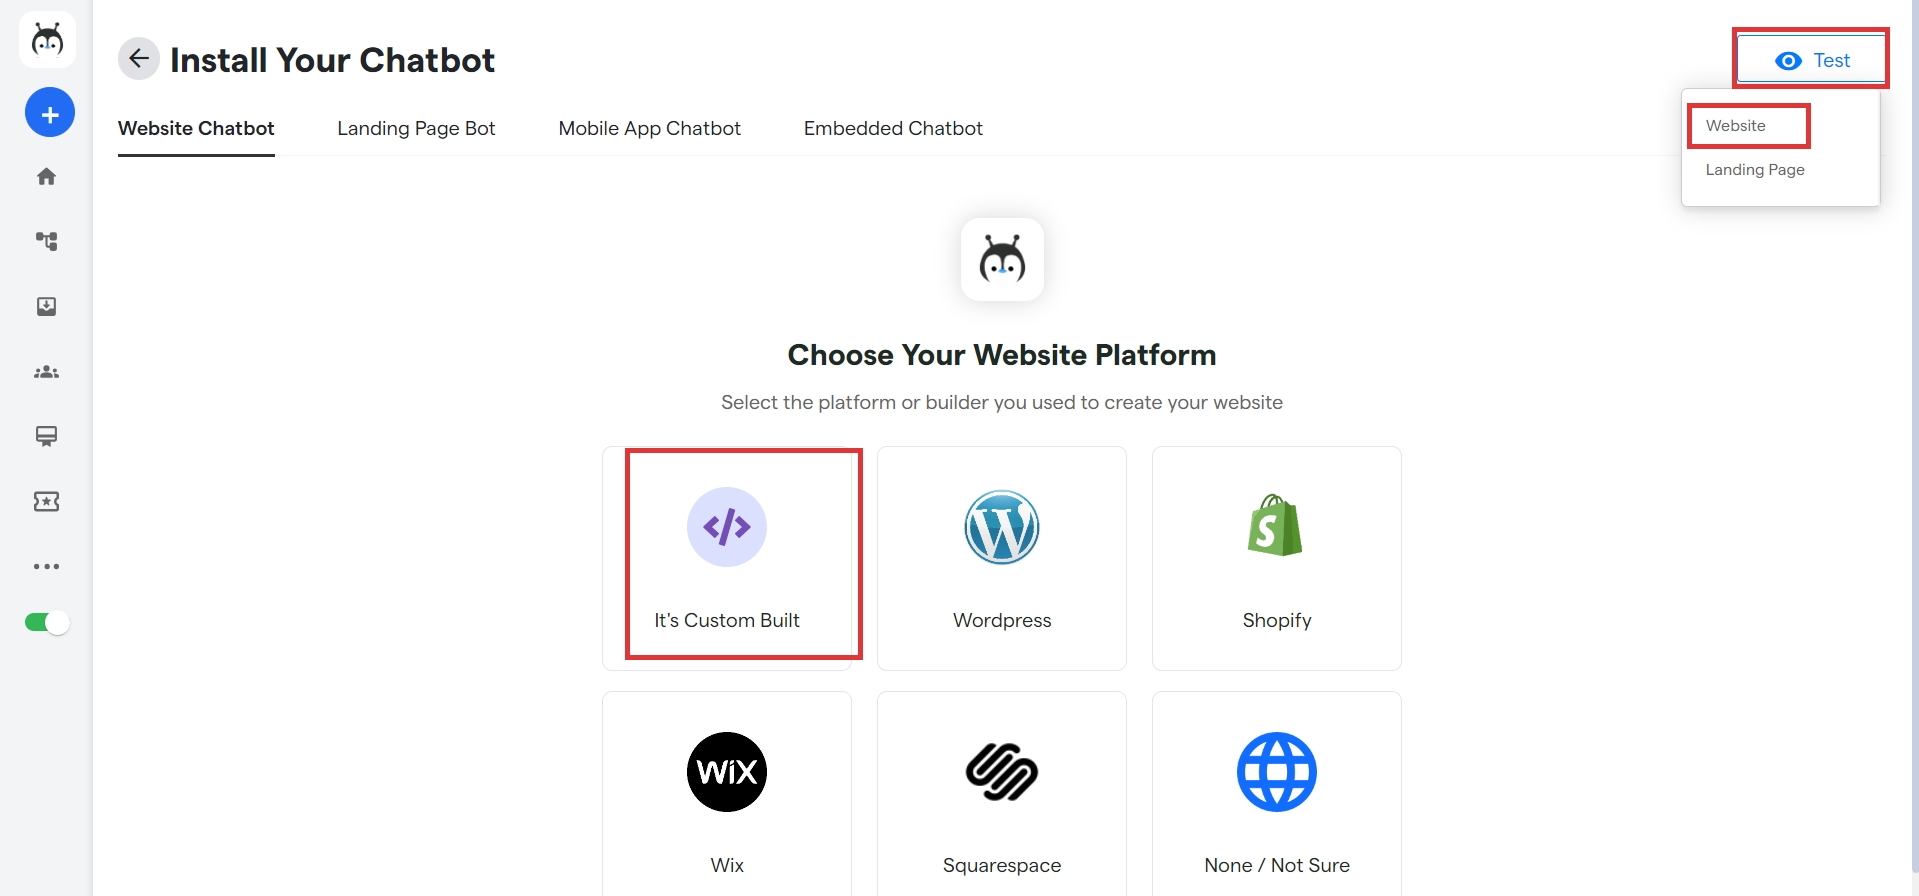 Install Your Chatbot
Test
Website Chatbot
Landing Page Bot
Mobile App Chatbot
Embedded Chatbot
Website
Landing Page
Choose Your Website Platform
Select the platform or builder you used to create your website
It's Custom Built
Wordpress
Shopify
WiX
Wix
Squarespace
None / Not Sure